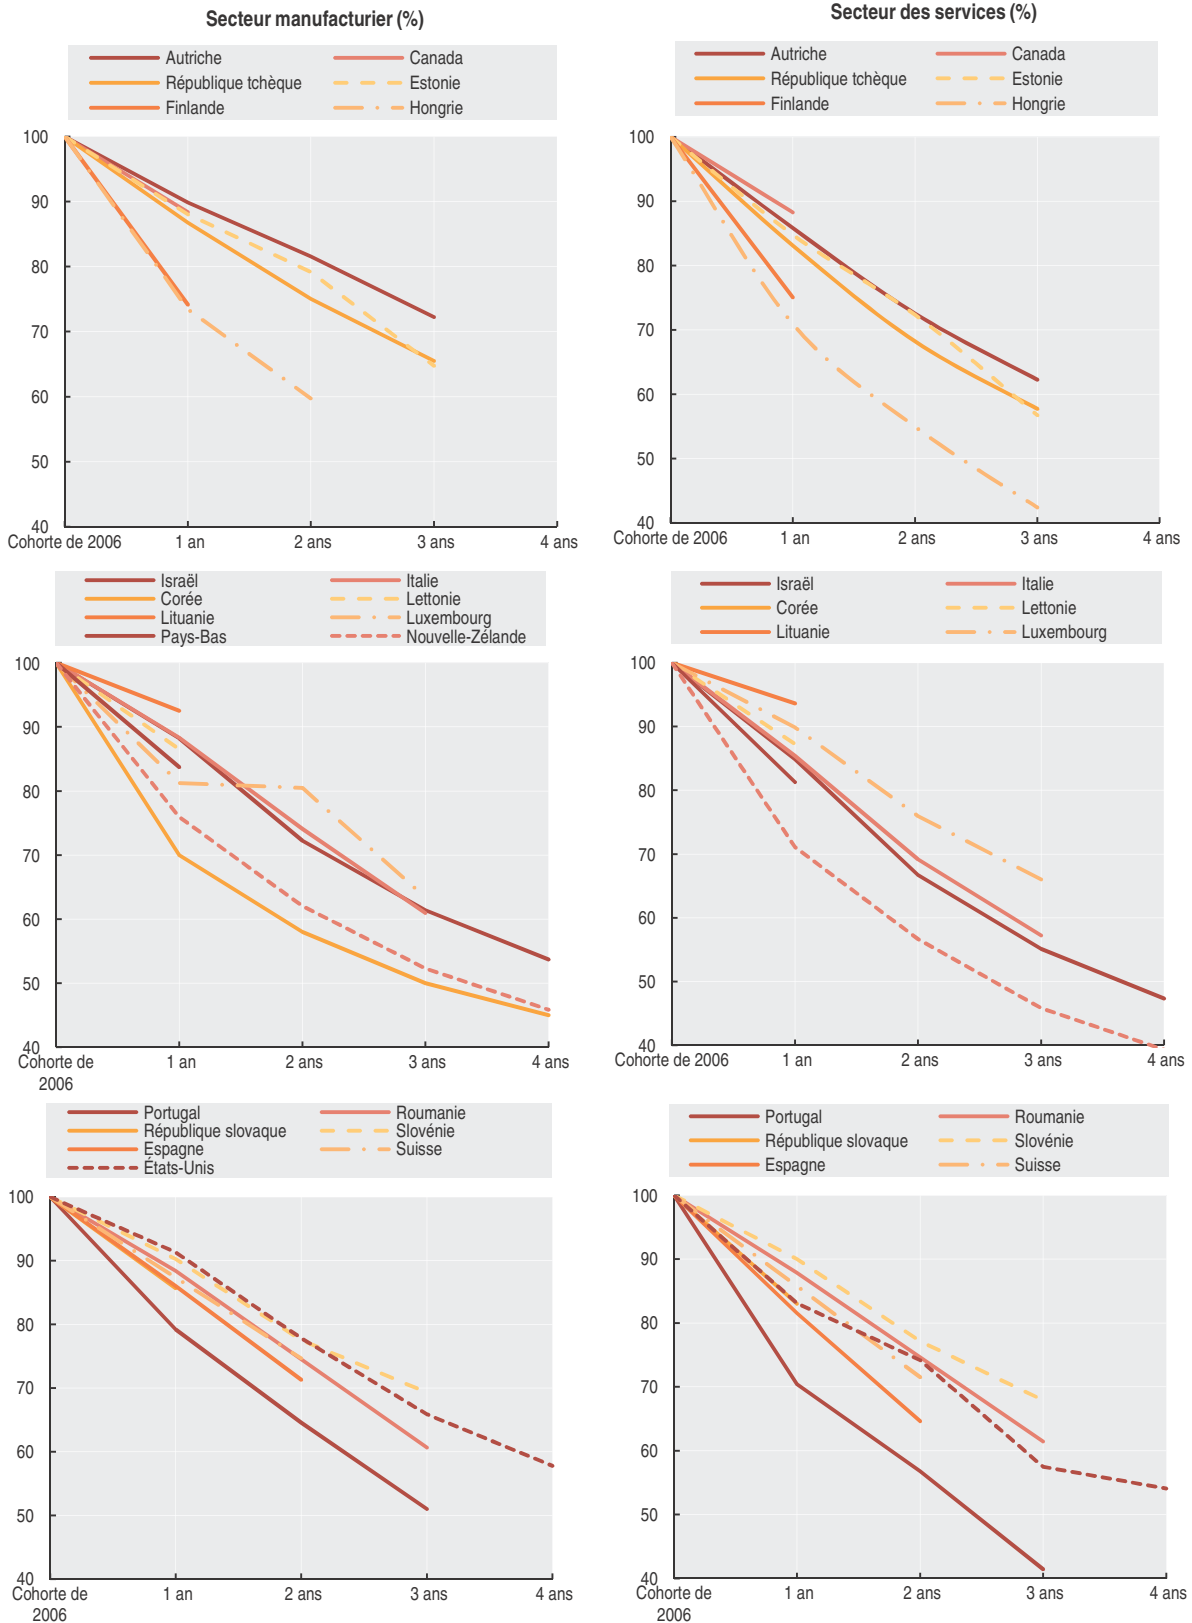 Secteur manufacturier (%)
Autriche
Canada
République tchèque
Estonie
Finlande
Hongrie
100
90
80
70
60
50
40
Cohorte de 2006
1 an
2 ans
3 ans
4 ans
Secteur des services (%)
Autriche
Canada
République tchèque
Estonie
Finlande
Hongrie
100
90
80
70
60
50
40
Cohorte de 2006
1 an
2 ans
3 ans
4 ans
Israël
Italie
Corée
Lettonie
Lituanie
Luxembourg
Pays-Bas
Nouvelle-Zélande
100
90
80
70
60
50
40
Cohorte de
2006
1 an
2 ans
3 ans
4 ans
Israël
Italie
Corée
Lettonie
Lituanie
Luxembourg
100
90
80
70
60
50
40
Cohorte de 2006
1 an
2 ans
3 ans
4 ans
Portugal
Roumanie
République slovaque
Slovénie
Espagne
Suisse
États-Unis
100
90
80
70
60
50
40
Cohorte de
2006
1 an
2 ans
3 ans
4 ans
Portugal
Roumanie
République slovaque
Slovénie
Espagne
Suisse
100
90
80
70
60
50
40
Cohorte de
2006
1 an
2 ans
3 ans
4 ans